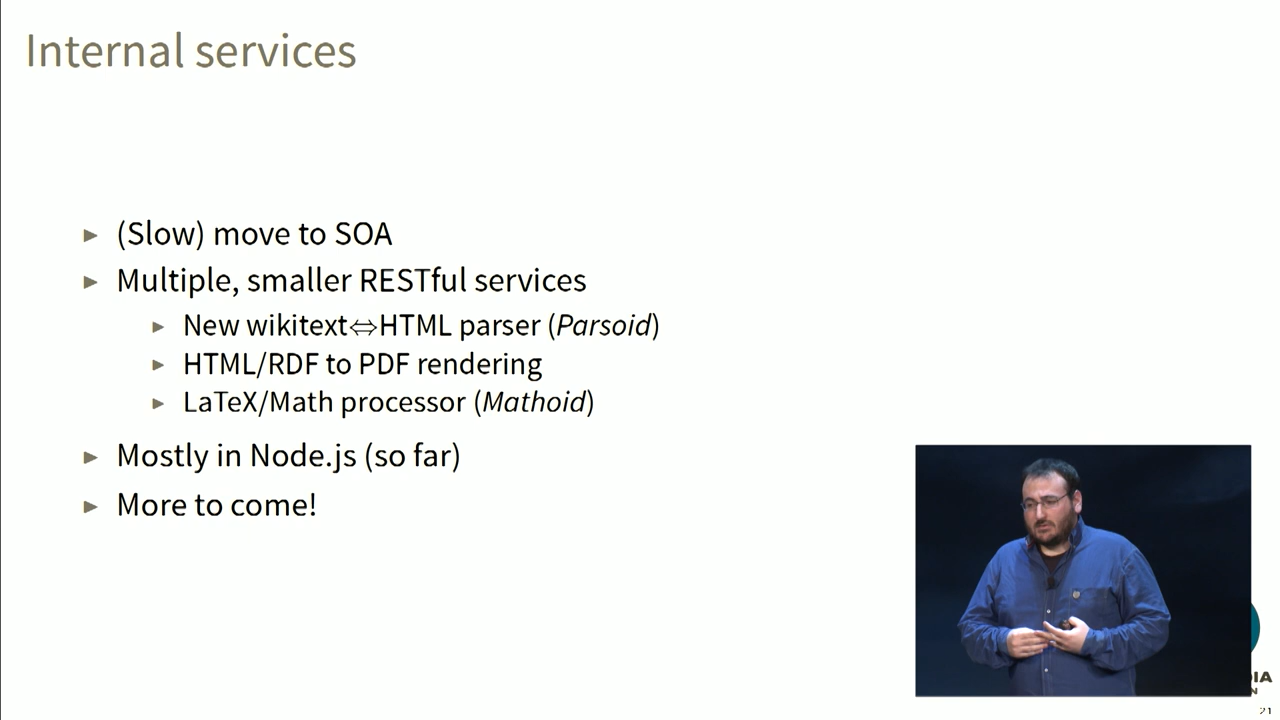 Internal services
(Slow) move to SOA
Multiple, smaller RESTful services
New wikitext⇔HTML parser (Parsoid)
HTML/RDF to PDF rendering
LaTeX/Math processor (Mathoid)
Mostly in Node.js (so far)
More to come!
21